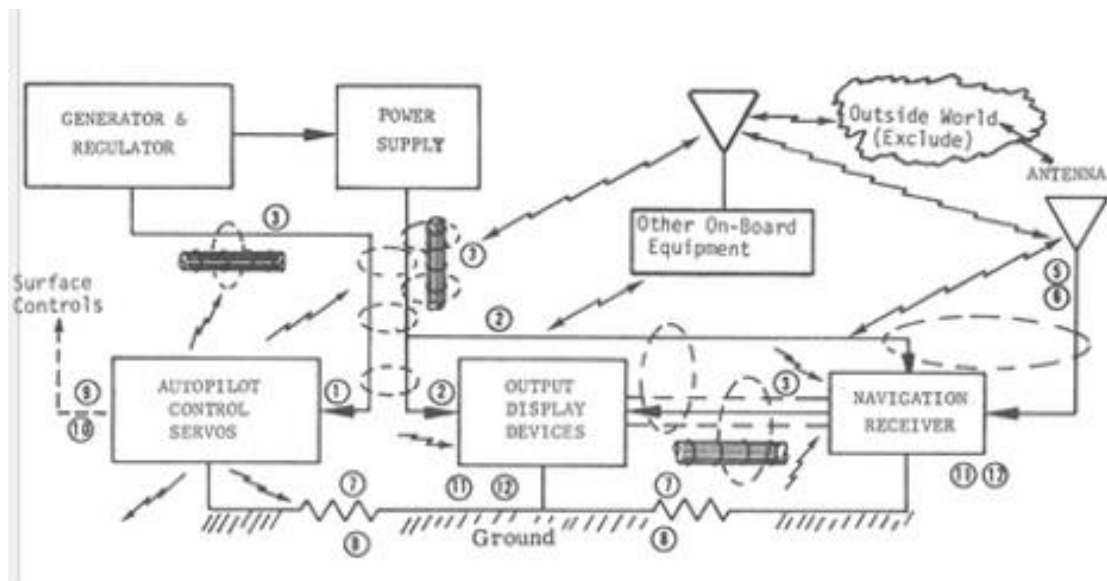 GENERATOR &
REGULATOR
POWER
SUPPLY
Outside World
(Exclude)
ANTENNA
Other On-Board
Equipment
3
3
5
6
Surface
Controls
2
9
10
AUTOPILOT
CONTROL
SERVOS
1
2
OUTPUT
DISPLAY
DEVICES
3
NAVIGATION
RECEIVER
7
11
12
7
11
12
8
Ground
8